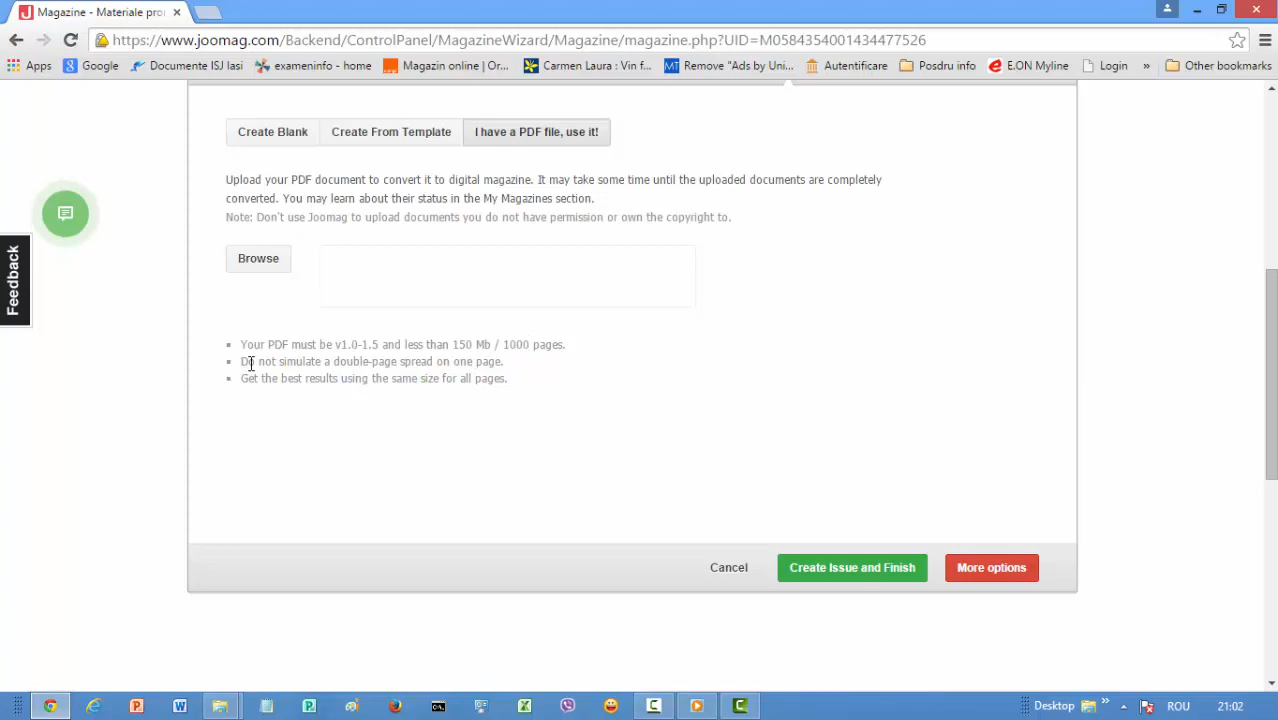 Magazine - Materiale pro
https://www.joomag.com/Backend/ControlPanel/MagazineWizard/Magazine/magazine.php?UID=M0584354001434477526
Apps Google Documente ISJ Iasi exameninfo - home Magazin online | Or... Carmen Laura : Vin f... Remove "Ads by Uni... Autentificare Posdru info E.ON Myline Login » Other bookmarks
Create Blank Create From Template I have a PDF file, use it!
Upload your PDF document to convert it to digital magazine. It may take some time until the uploaded documents are completely
converted. You may learn about their status in the My Magazines section.
Note: Don't use Joomag to upload documents you do not have permission or own the copyright to.
Feedback
Browse
Your PDF must be v1.0-1.5 and less than 150 Mb / 1000 pages.
Do not simulate a double-page spread on one page.
Get the best results using the same size for all pages.
Cancel Create Issue and Finish More options
Desktop » ROU 21:02